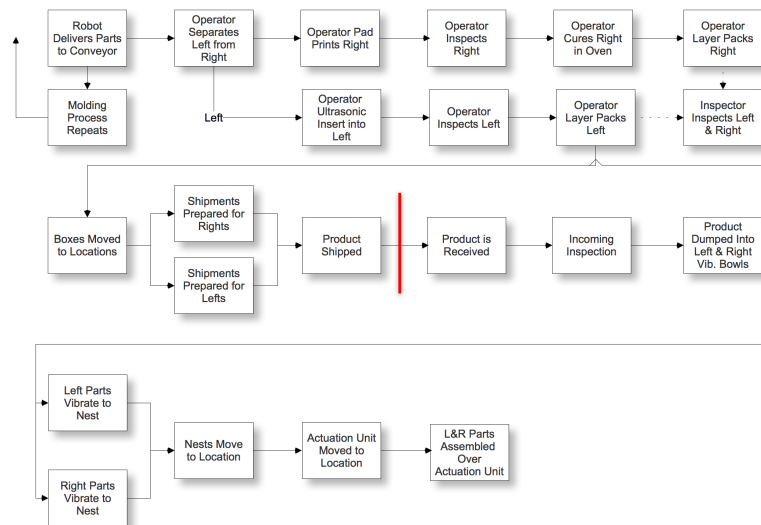 Robot
Delivers Parts
to Conveyor
Operator
Separates
Left from
Right
Operator Pad
Prints Right
Operator
Inspects
Right
Operator
Cures Right
in Oven
Operator
Layer Packs
Right
Molding
Process
Repeats
Left
Operator
Ultrasonic
Insert into
Left
Operator
Inspects Left
Operator
Layer Packs
Left
Inspector
Inspects Left
& Right
Boxes Moved
to Locations
Shipments
Prepared for
Rights
Shipments
Prepared for
Lefts
Product
Shipped
Product is
Received
Incoming
Inspection
Product
Dumped Into
Left & Right
Vib. Bowls
Left Parts
Vibrate to
Nest
Right Parts
Vibrate to
Nest
Nests Move
to Location
Actuation Unit
Moved to
Location
L&R Parts
Assembled
Over
Actuation Unit